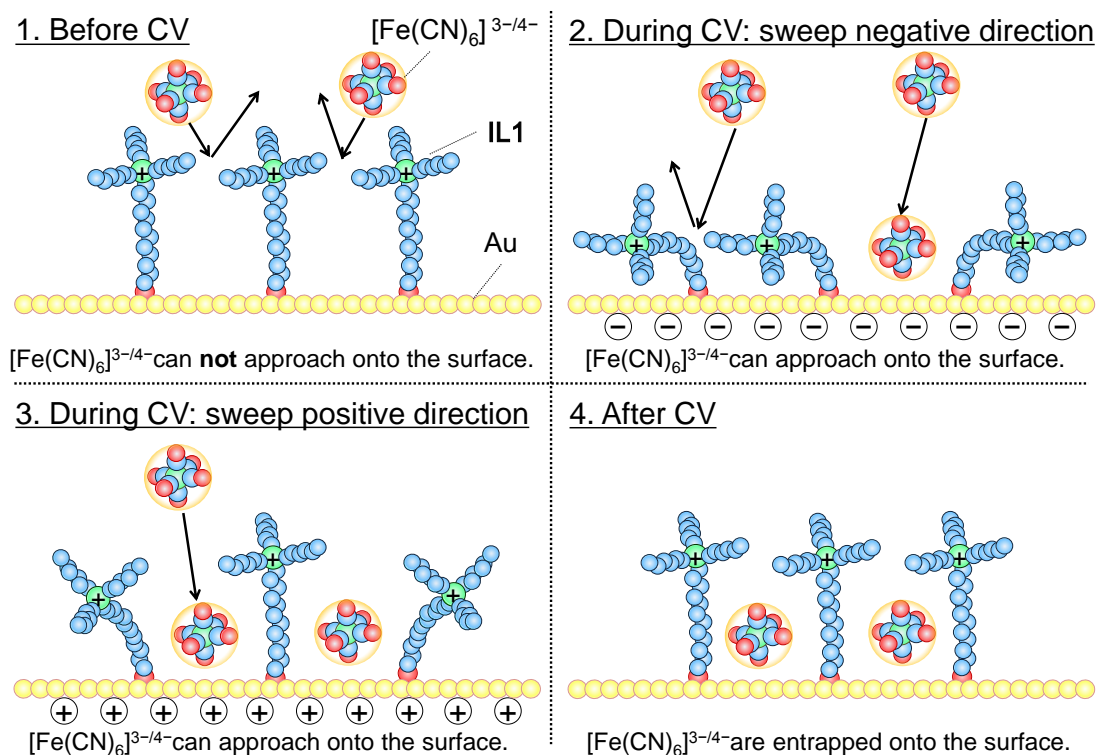 1. Before CV
[Fe(CN)₆]³⁻/⁴⁻
IL1
Au
+ + +
[Fe(CN)₆]³⁻/⁴⁻can not approach onto the surface.
2. During CV: sweep negative direction
+ + +
− − − − − − − − − −
[Fe(CN)₆]³⁻/⁴⁻can approach onto the surface.
3. During CV: sweep positive direction
+ + +
+ + + + + + + + + +
[Fe(CN)₆]³⁻/⁴⁻can approach onto the surface.
4. After CV
+ + +
[Fe(CN)₆]³⁻/⁴⁻are entrapped onto the surface.